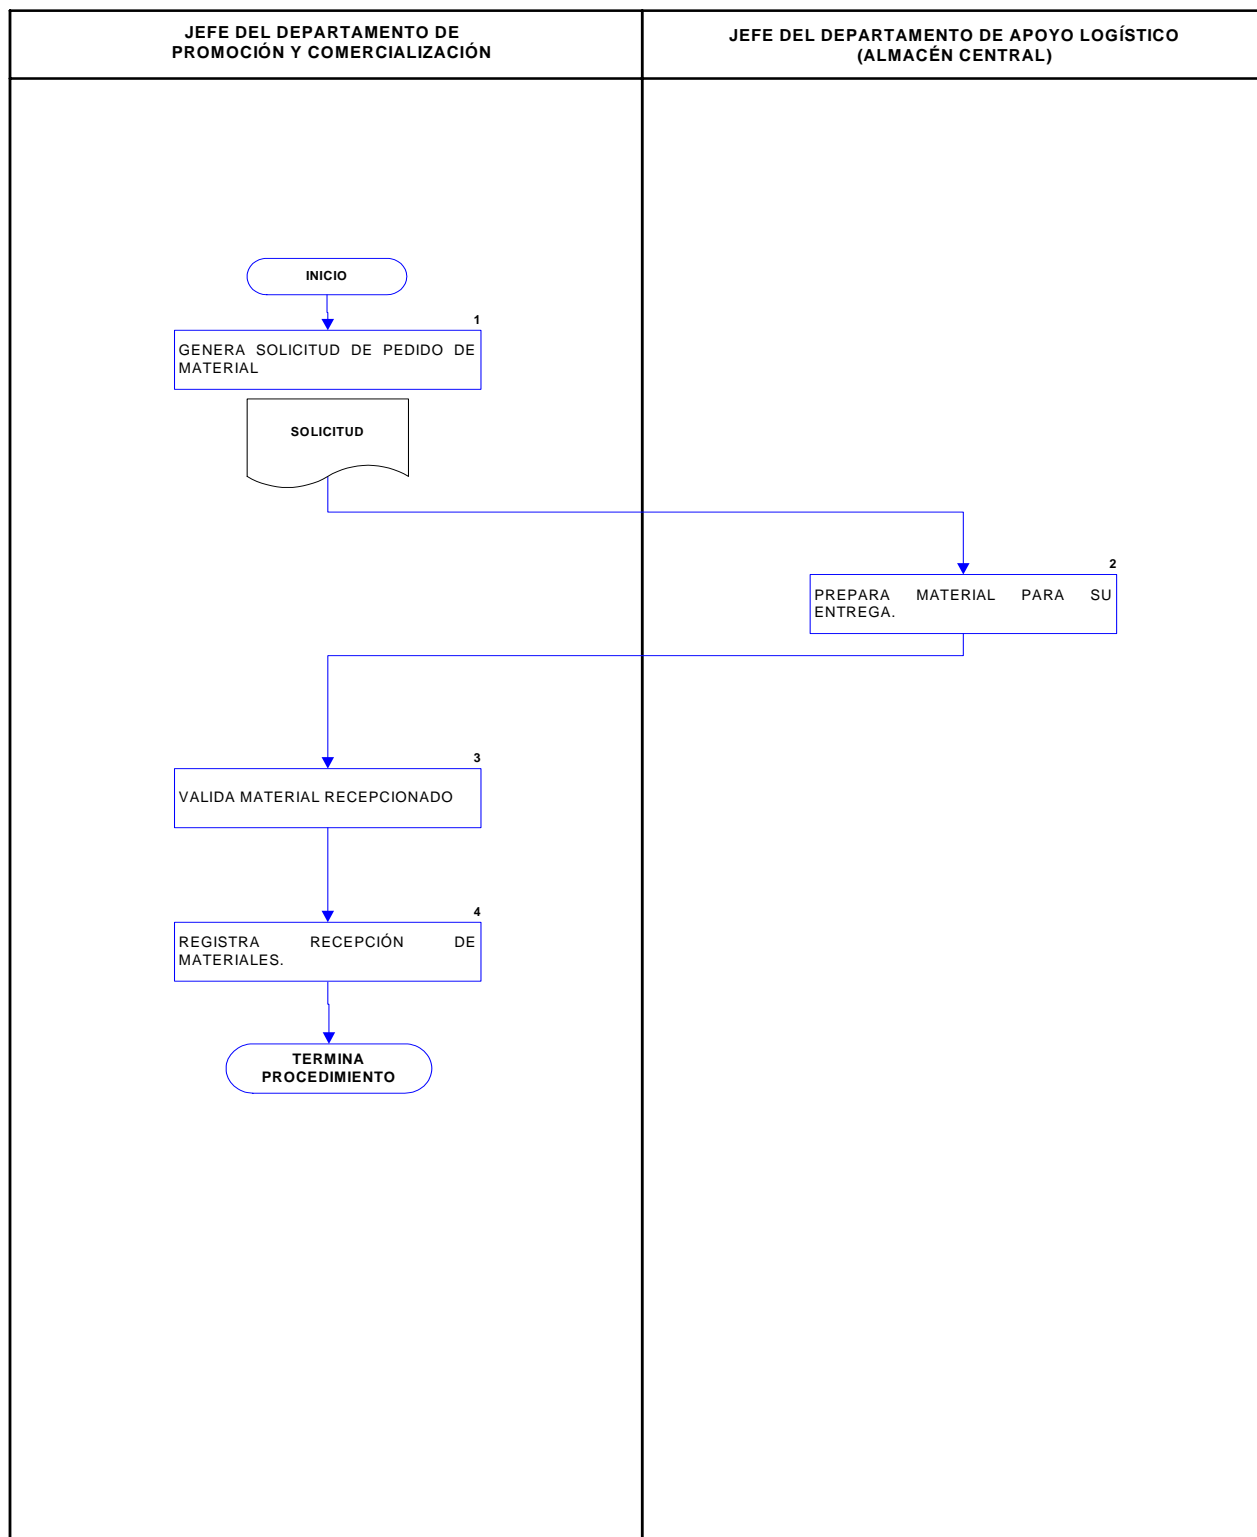 JEFE DEL DEPARTAMENTO DE
PROMOCIÓN Y COMERCIALIZACIÓN
JEFE DEL DEPARTAMENTO DE APOYO LOGÍSTICO
(ALMACÉN CENTRAL)
INICIO
1
GENERA SOLICITUD DE PEDIDO DE
MATERIAL
SOLICITUD
2
PREPARA MATERIAL PARA SU
ENTREGA.
3
VALIDA MATERIAL RECEPCIONADO
4
REGISTRA RECEPCIÓN DE
MATERIALES.
TERMINA
PROCEDIMIENTO